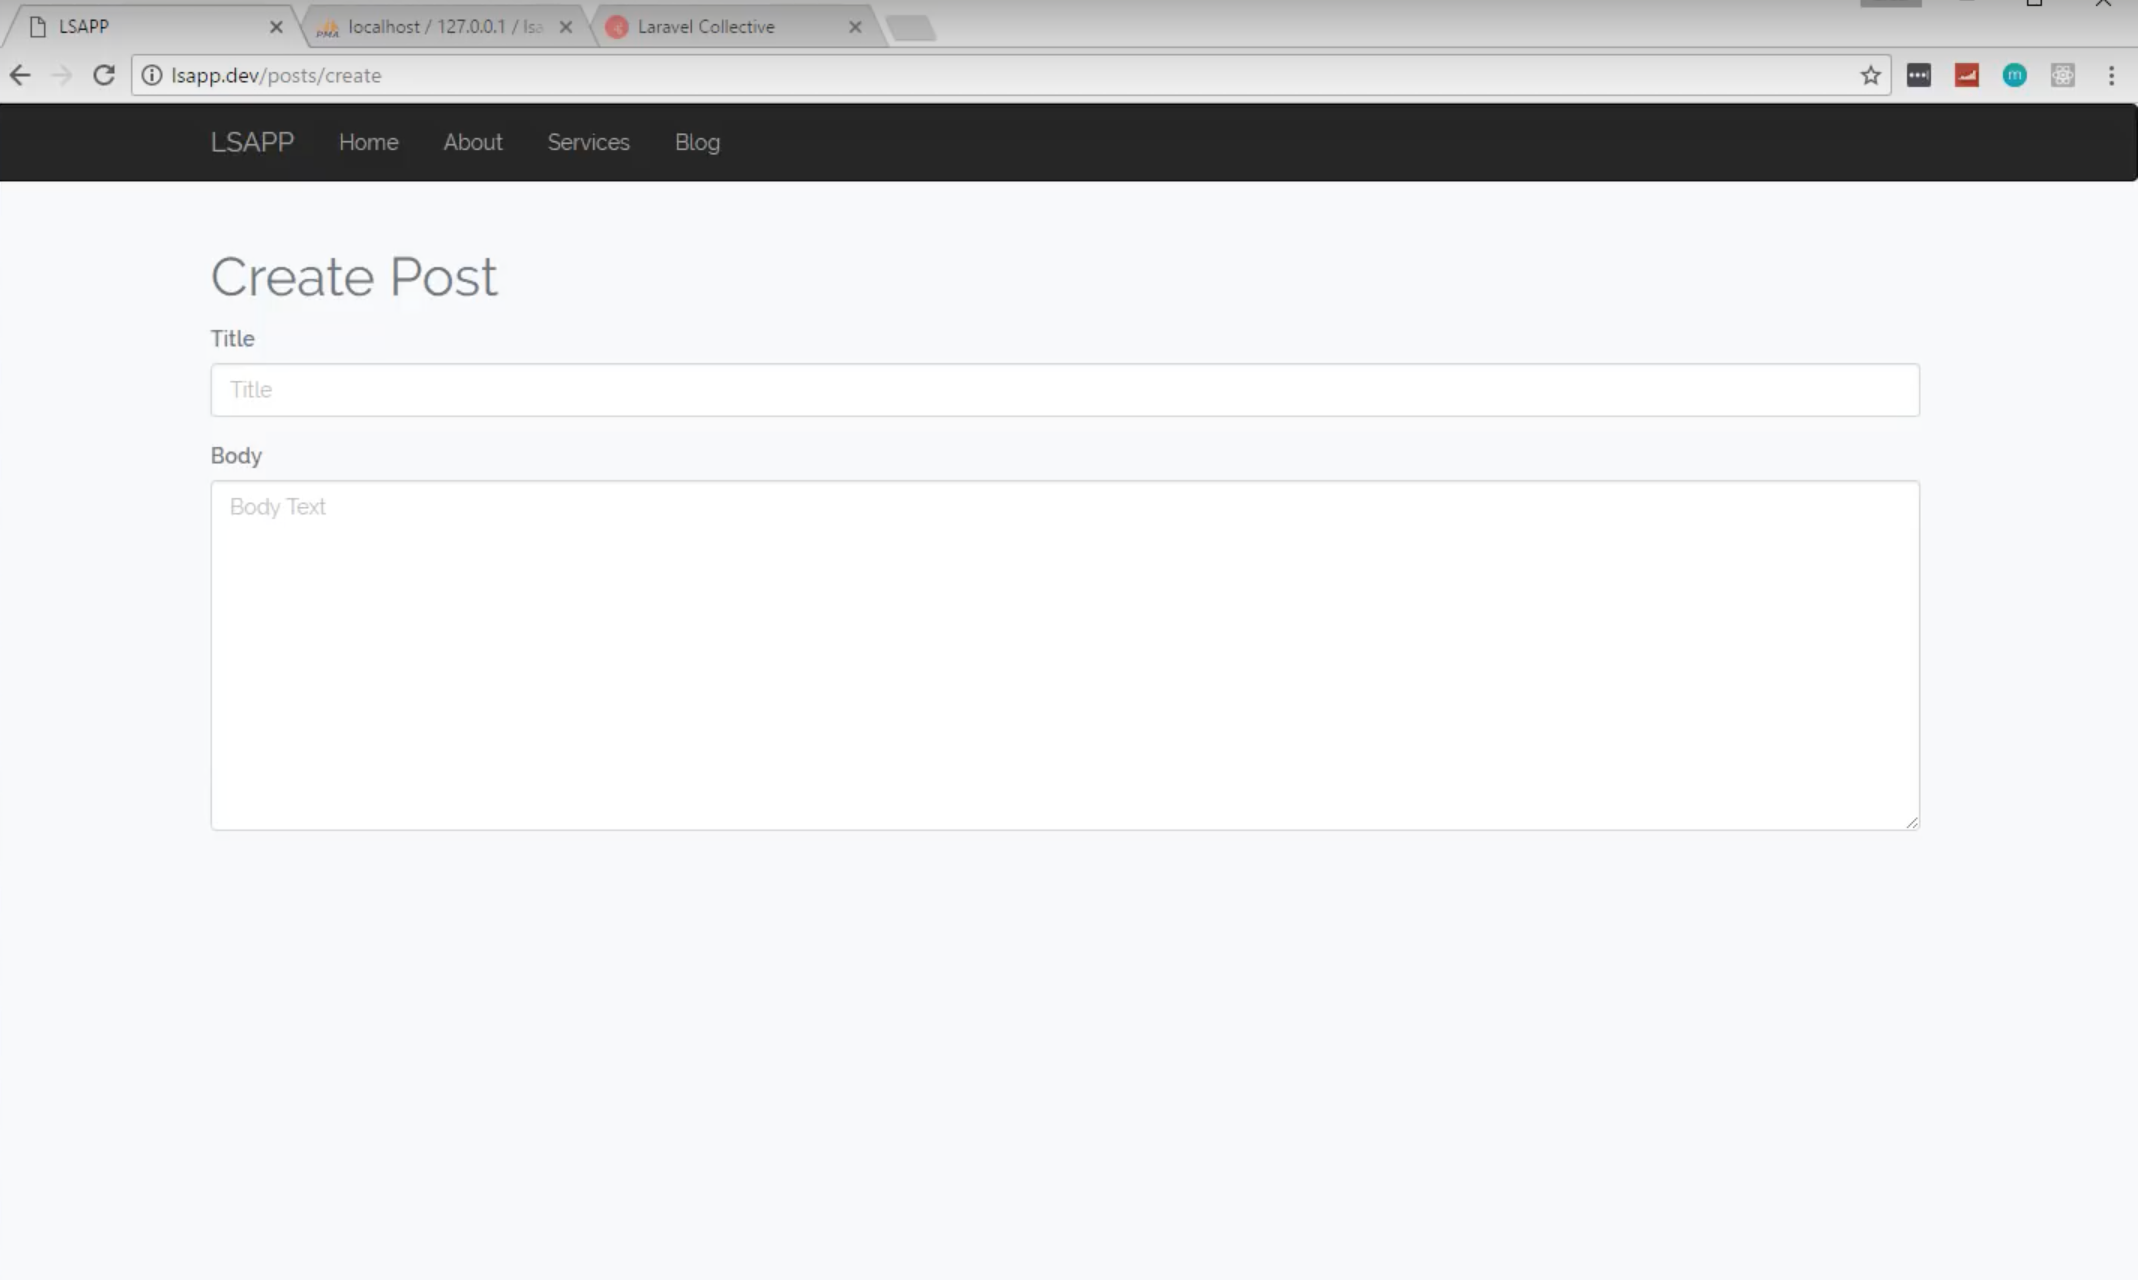 LSAPP
localhost / 127.0.0.1 / lsa
Laravel Collective
lsapp.dev/posts/create
LSAPP Home About Services Blog
Create Post
Title
Title
Body
Body Text